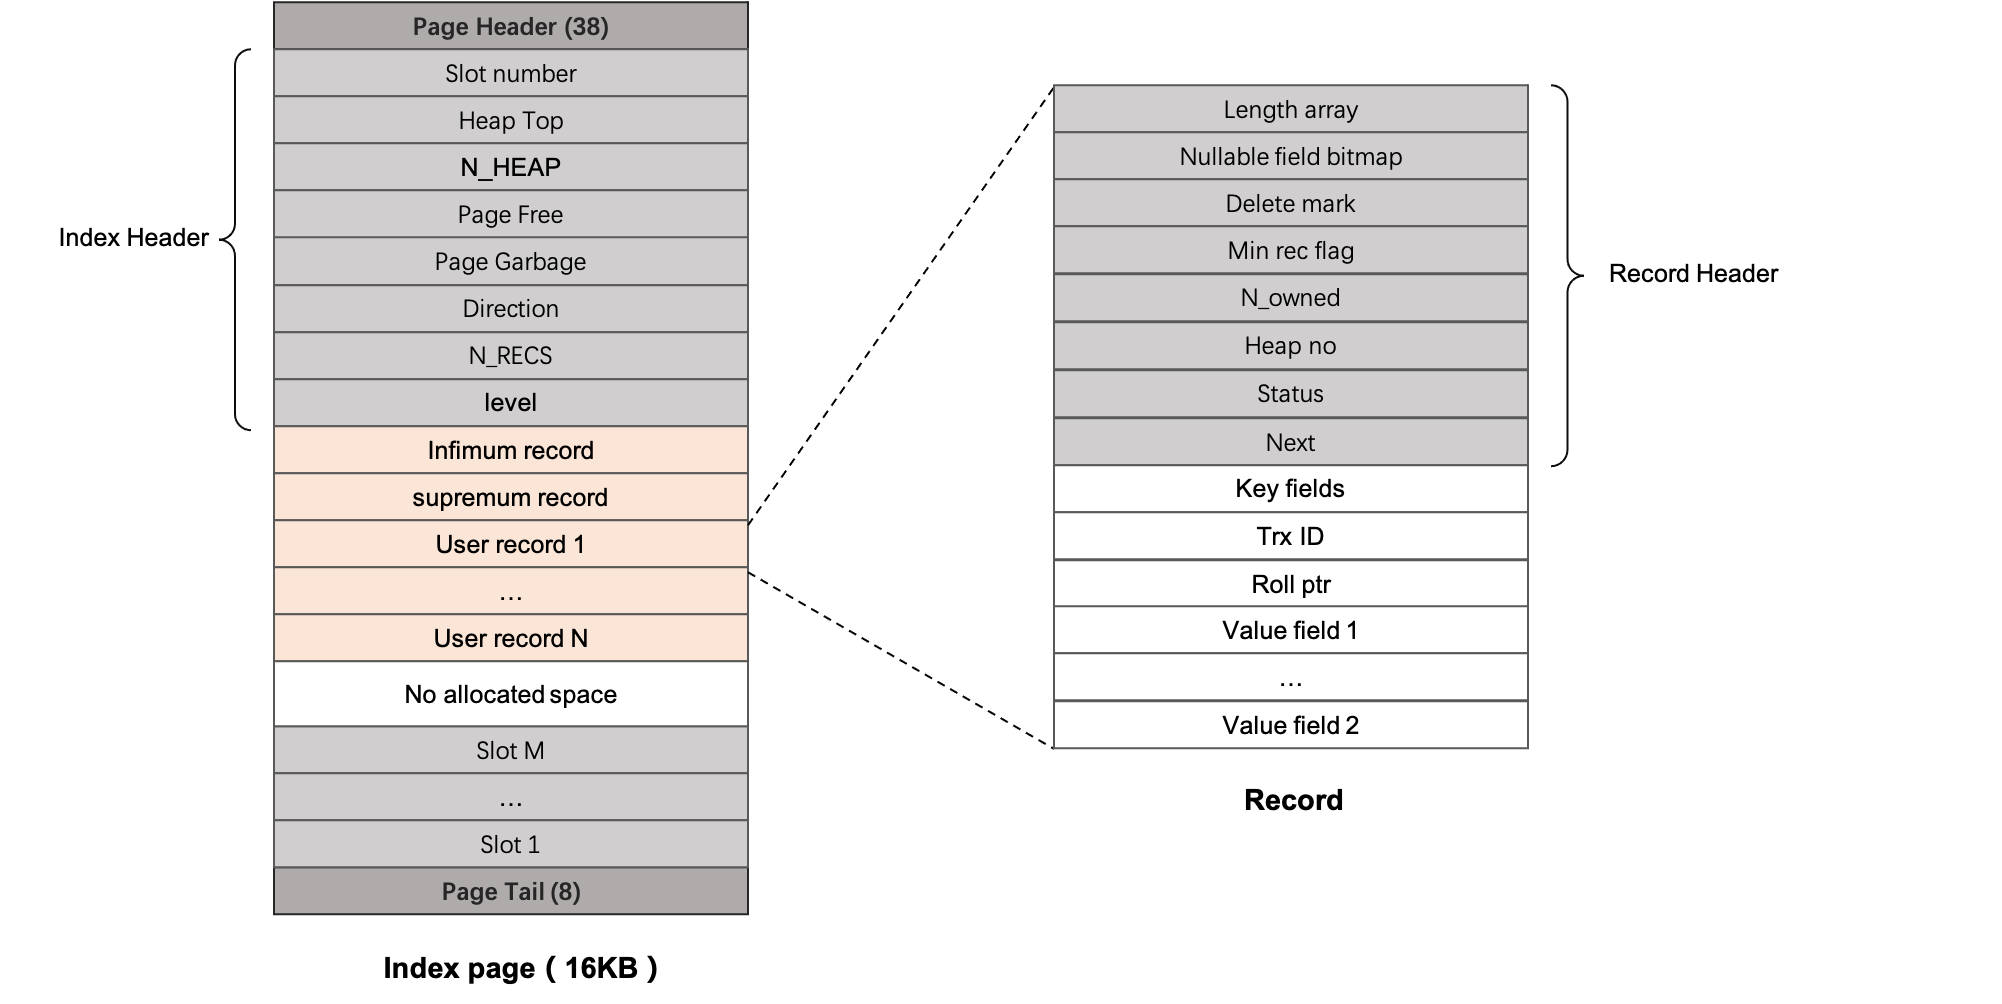 Page Header (38)
Slot number
Heap Top
N_HEAP
Page Free
Page Garbage
Direction
N_RECS
level
Index Header
Infimum record
supremum record
User record 1
...
User record N
No allocated space
Slot M
...
Slot 1
Page Tail (8)
Index page ( 16KB )
Length array
Nullable field bitmap
Delete mark
Min rec flag
N_owned
Heap no
Status
Next
Record Header
Key fields
Trx ID
Roll ptr
Value field 1
...
Value field 2
Record